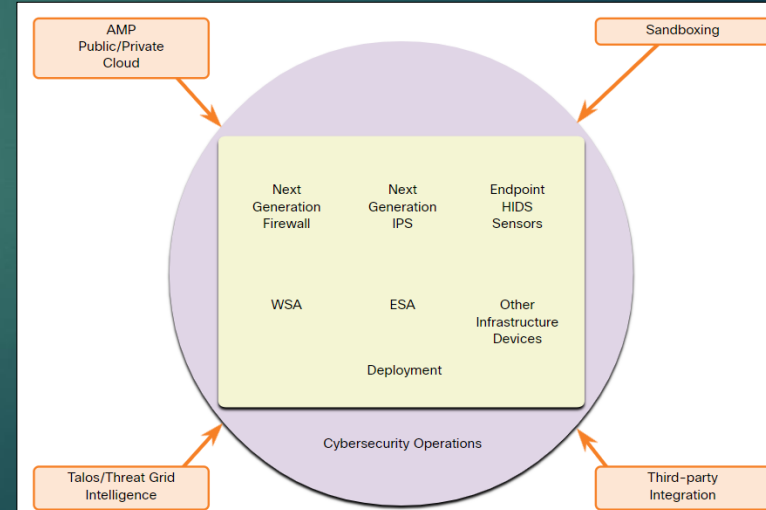 AMP
Public/Private
Cloud
Sandboxing
Next
Generation
Firewall
Next
Generation
IPS
Endpoint
HIDS
Sensors
WSA
ESA
Other
Infrastructure
Devices
Deployment
Cybersecurity Operations
Talos/Threat Grid
Intelligence
Third-party
Integration